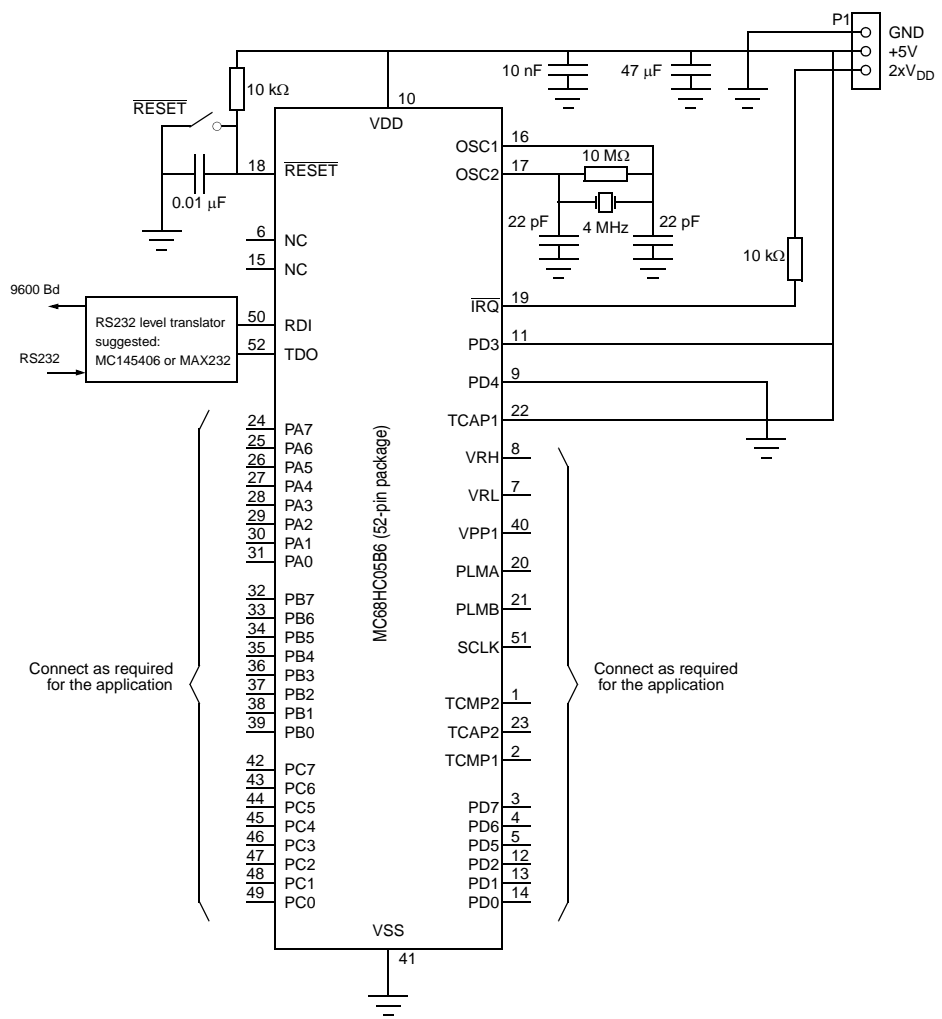 P1
GND
+5V
2xVDD
10 nF
47 µF
10 kΩ
RESET
0.01 µF
10
VDD
18
RESET
6
NC
15
NC
9600 Bd
RS232
RS232 level translator
suggested:
MC145406 or MAX232
50
RDI
52
TDO
24
PA7
25
PA6
26
PA5
27
PA4
28
PA3
29
PA2
30
PA1
31
PA0
32
PB7
33
PB6
34
PB5
35
PB4
36
PB3
37
PB2
38
PB1
39
PB0
42
PC7
43
PC6
44
PC5
45
PC4
46
PC3
47
PC2
48
PC1
49
PC0
Connect as required
for the application
MC68HC05B6 (52-pin package)
OSC1
16
OSC2
17
10 MΩ
22 pF
4 MHz
22 pF
10 kΩ
IRQ
19
PD3
11
PD4
9
TCAP1
22
VRH
8
VRL
7
VPP1
40
PLMA
20
PLMB
21
SCLK
51
TCMP2
1
TCAP2
23
TCMP1
2
PD7
3
PD6
4
PD5
5
PD2
12
PD1
13
PD0
14
Connect as required
for the application
VSS
41